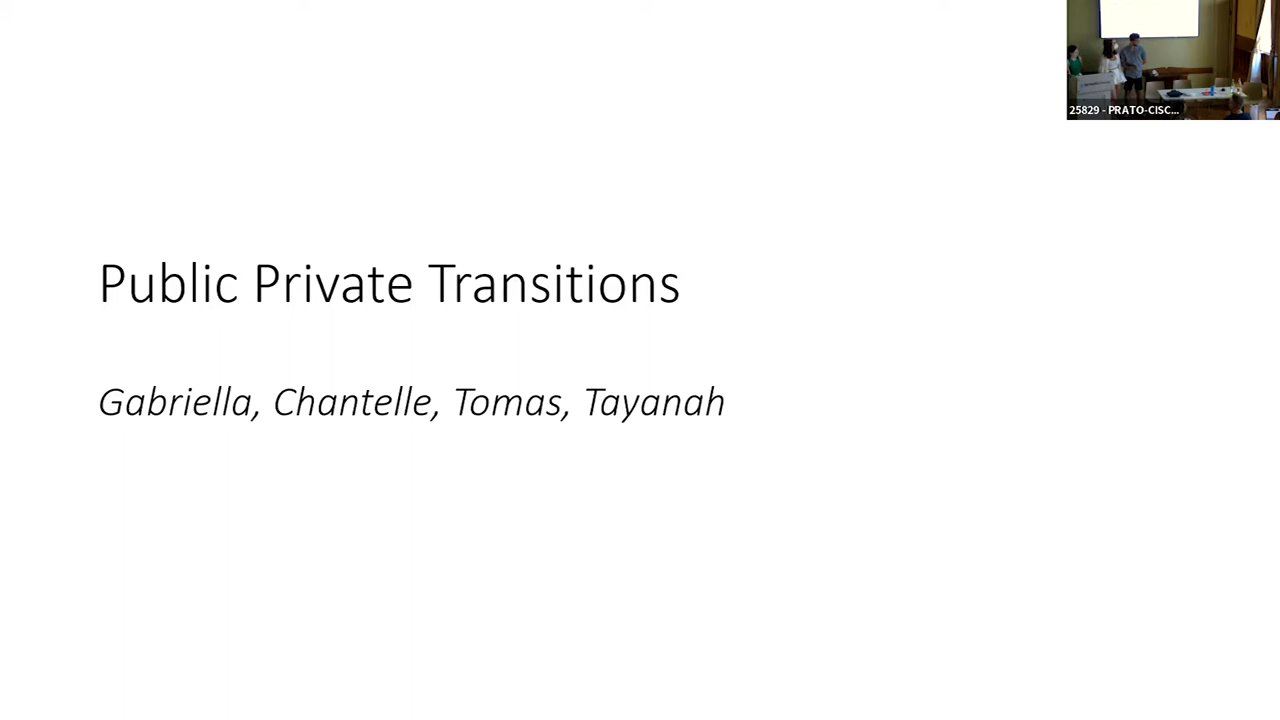 25829 - PRATO-CISC...
Public Private Transitions
Gabriella, Chantelle, Tomas, Tayanah